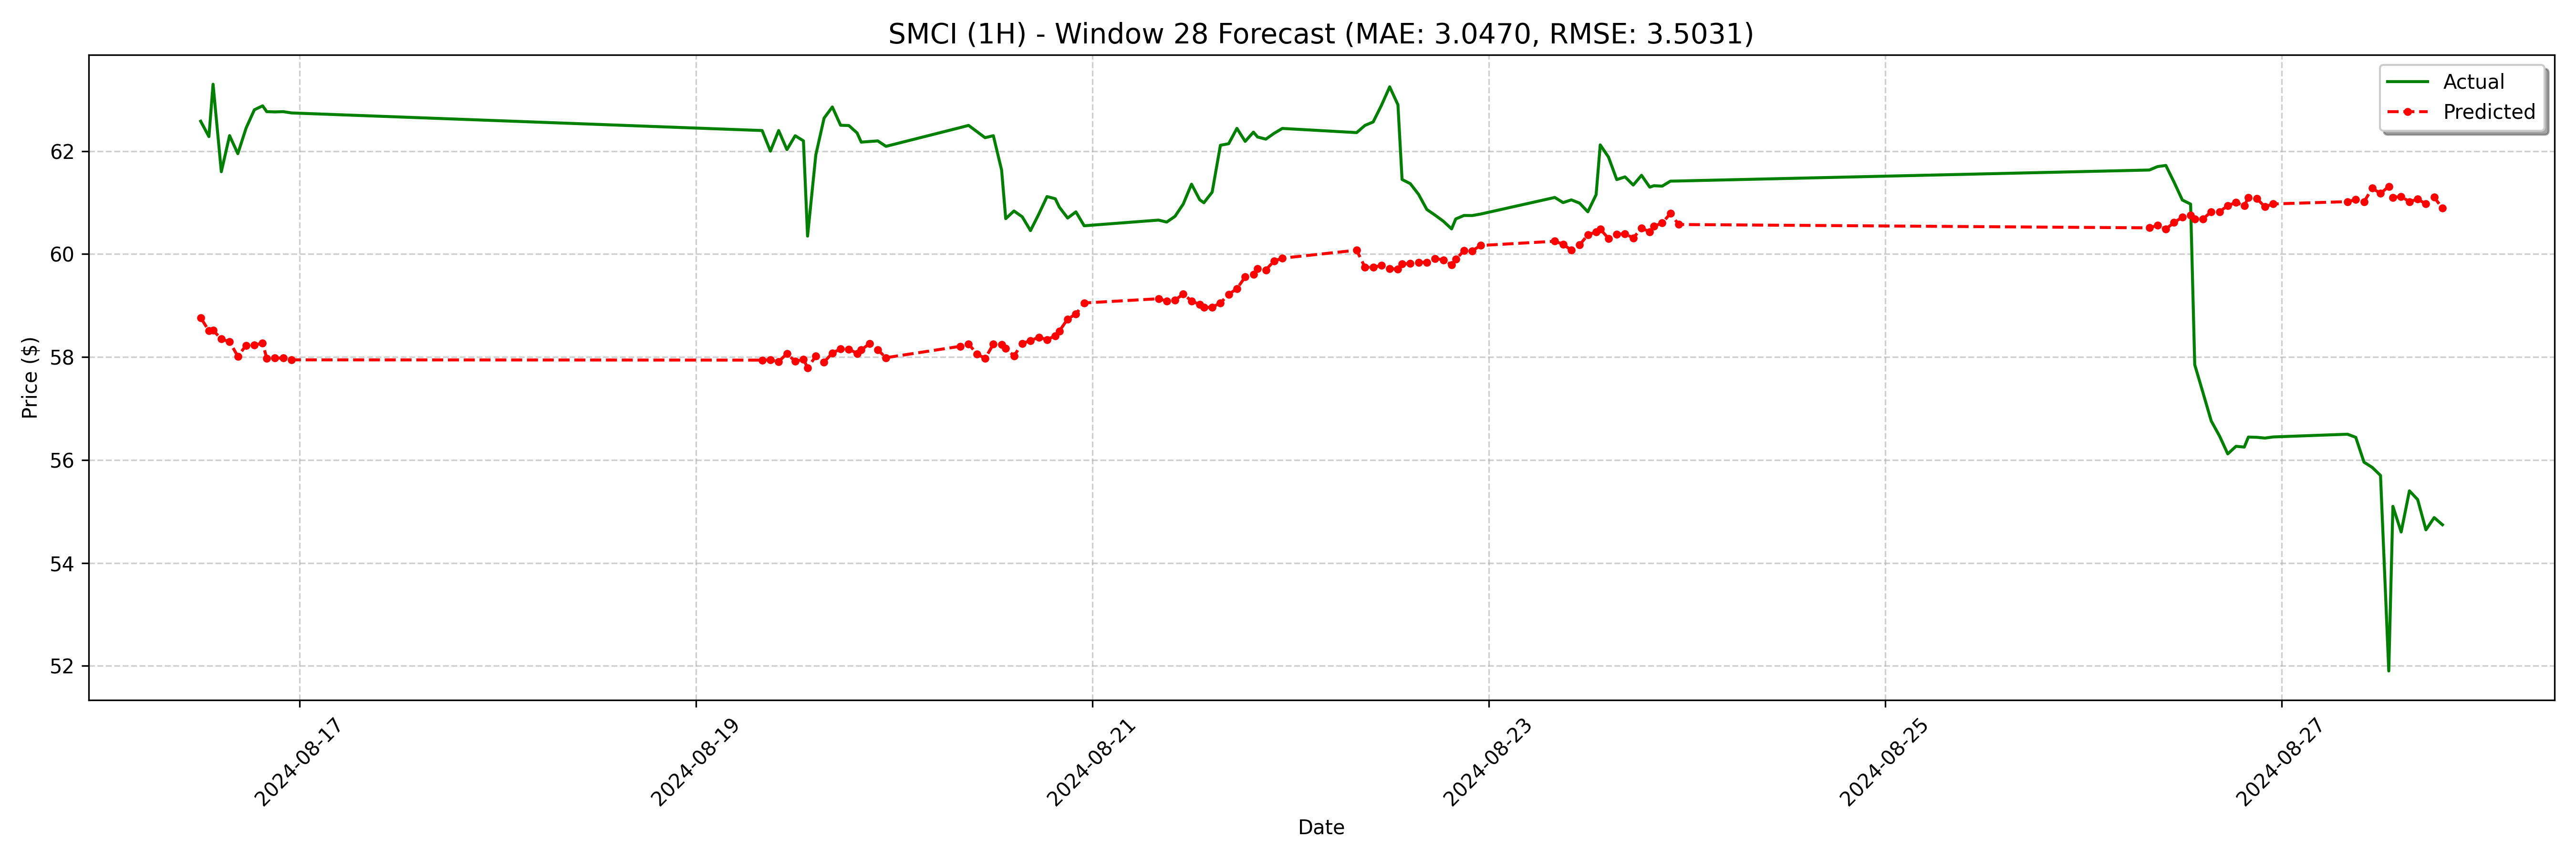 SMCI (1H) - Window 28 Forecast (MAE: 3.0470, RMSE: 3.5031)
Actual
Predicted
Price ($)
62
60
58
56
54
52
2024-08-17
2024-08-19
2024-08-21
2024-08-23
2024-08-25
2024-08-27
Date